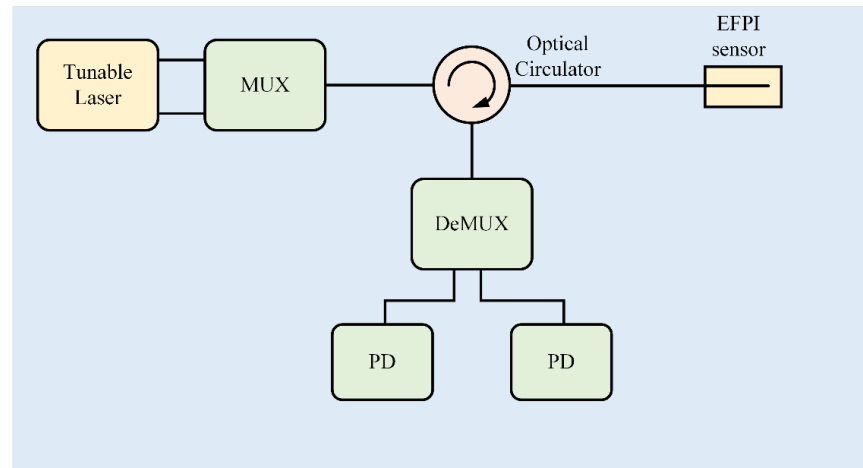 Tunable
Laser
MUX
Optical
Circulator
EFPI
sensor
DeMUX
PD
PD